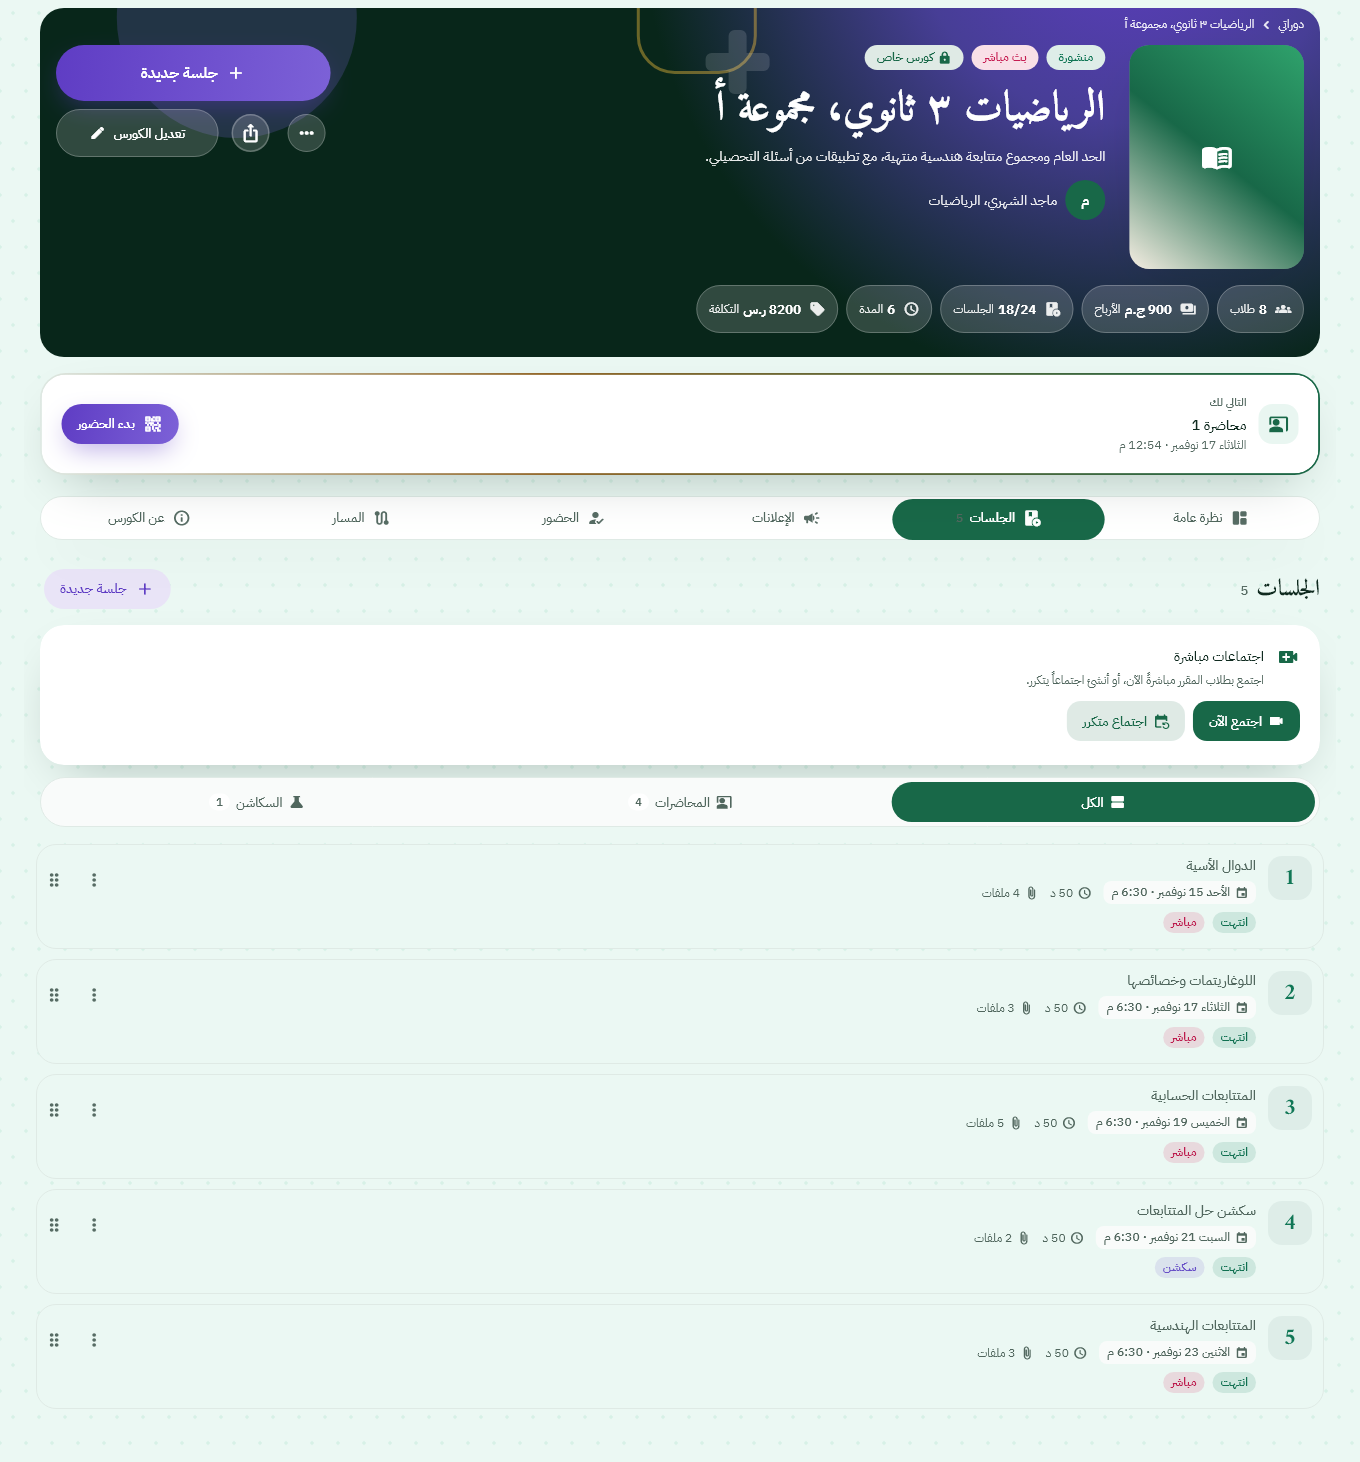 دوراتي › الرياضيات ٣ ثانوي، مجموعة أ
منشورة
بث مباشر
كورس خاص
الرياضيات ٣ ثانوي، مجموعة أ
الحد العام ومجموع متتابعة هندسية منتهية، مع تطبيقات من أسئلة التحصيلي.
م
ماجد الشهري، الرياضيات
جلسة جديدة
تعديل الكورس
8 طلاب
900 ج.م الأرباح
18/24 الجلسات
6 المدة
8200 ر.س التكلفة
التالي لك
محاضرة 1
الثلاثاء 17 نوفمبر · 12:54 م
بدء الحضور
نظرة عامة
الجلسات 5
الإعلانات
الحضور
المسار
عن الكورس
الجلسات 5
جلسة جديدة
اجتماعات مباشرة
اجتمع بطلاب المقرر مباشرةً الآن، أو أنشئ اجتماعاً يتكرر.
اجتمع الآن
اجتماع متكرر
الكل
المحاضرات 4
السكاشن 1
1
الدوال الأسية
الأحد 15 نوفمبر · 6:30 م
50 د
4 ملفات
انتهت
مباشر
2
اللوغاريتمات وخصائصها
الثلاثاء 17 نوفمبر · 6:30 م
50 د
3 ملفات
انتهت
مباشر
3
المتتابعات الحسابية
الخميس 19 نوفمبر · 6:30 م
50 د
5 ملفات
انتهت
مباشر
4
سكشن حل المتتابعات
السبت 21 نوفمبر · 6:30 م
50 د
2 ملفات
انتهت
سكشن
5
المتتابعات الهندسية
الاثنين 23 نوفمبر · 6:30 م
50 د
3 ملفات
انتهت
مباشر